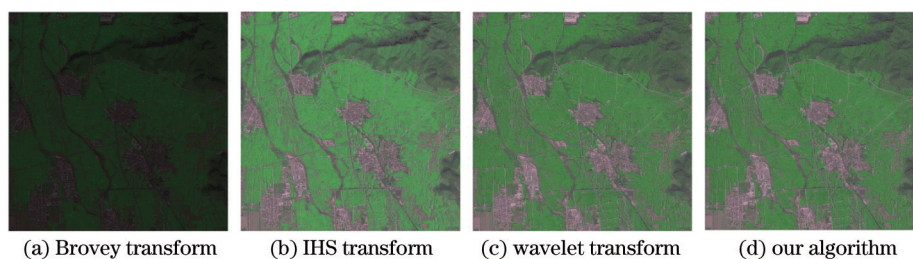 (a) Brovey transform
(b) IHS transform
(c) wavelet transform
(d) our algorithm